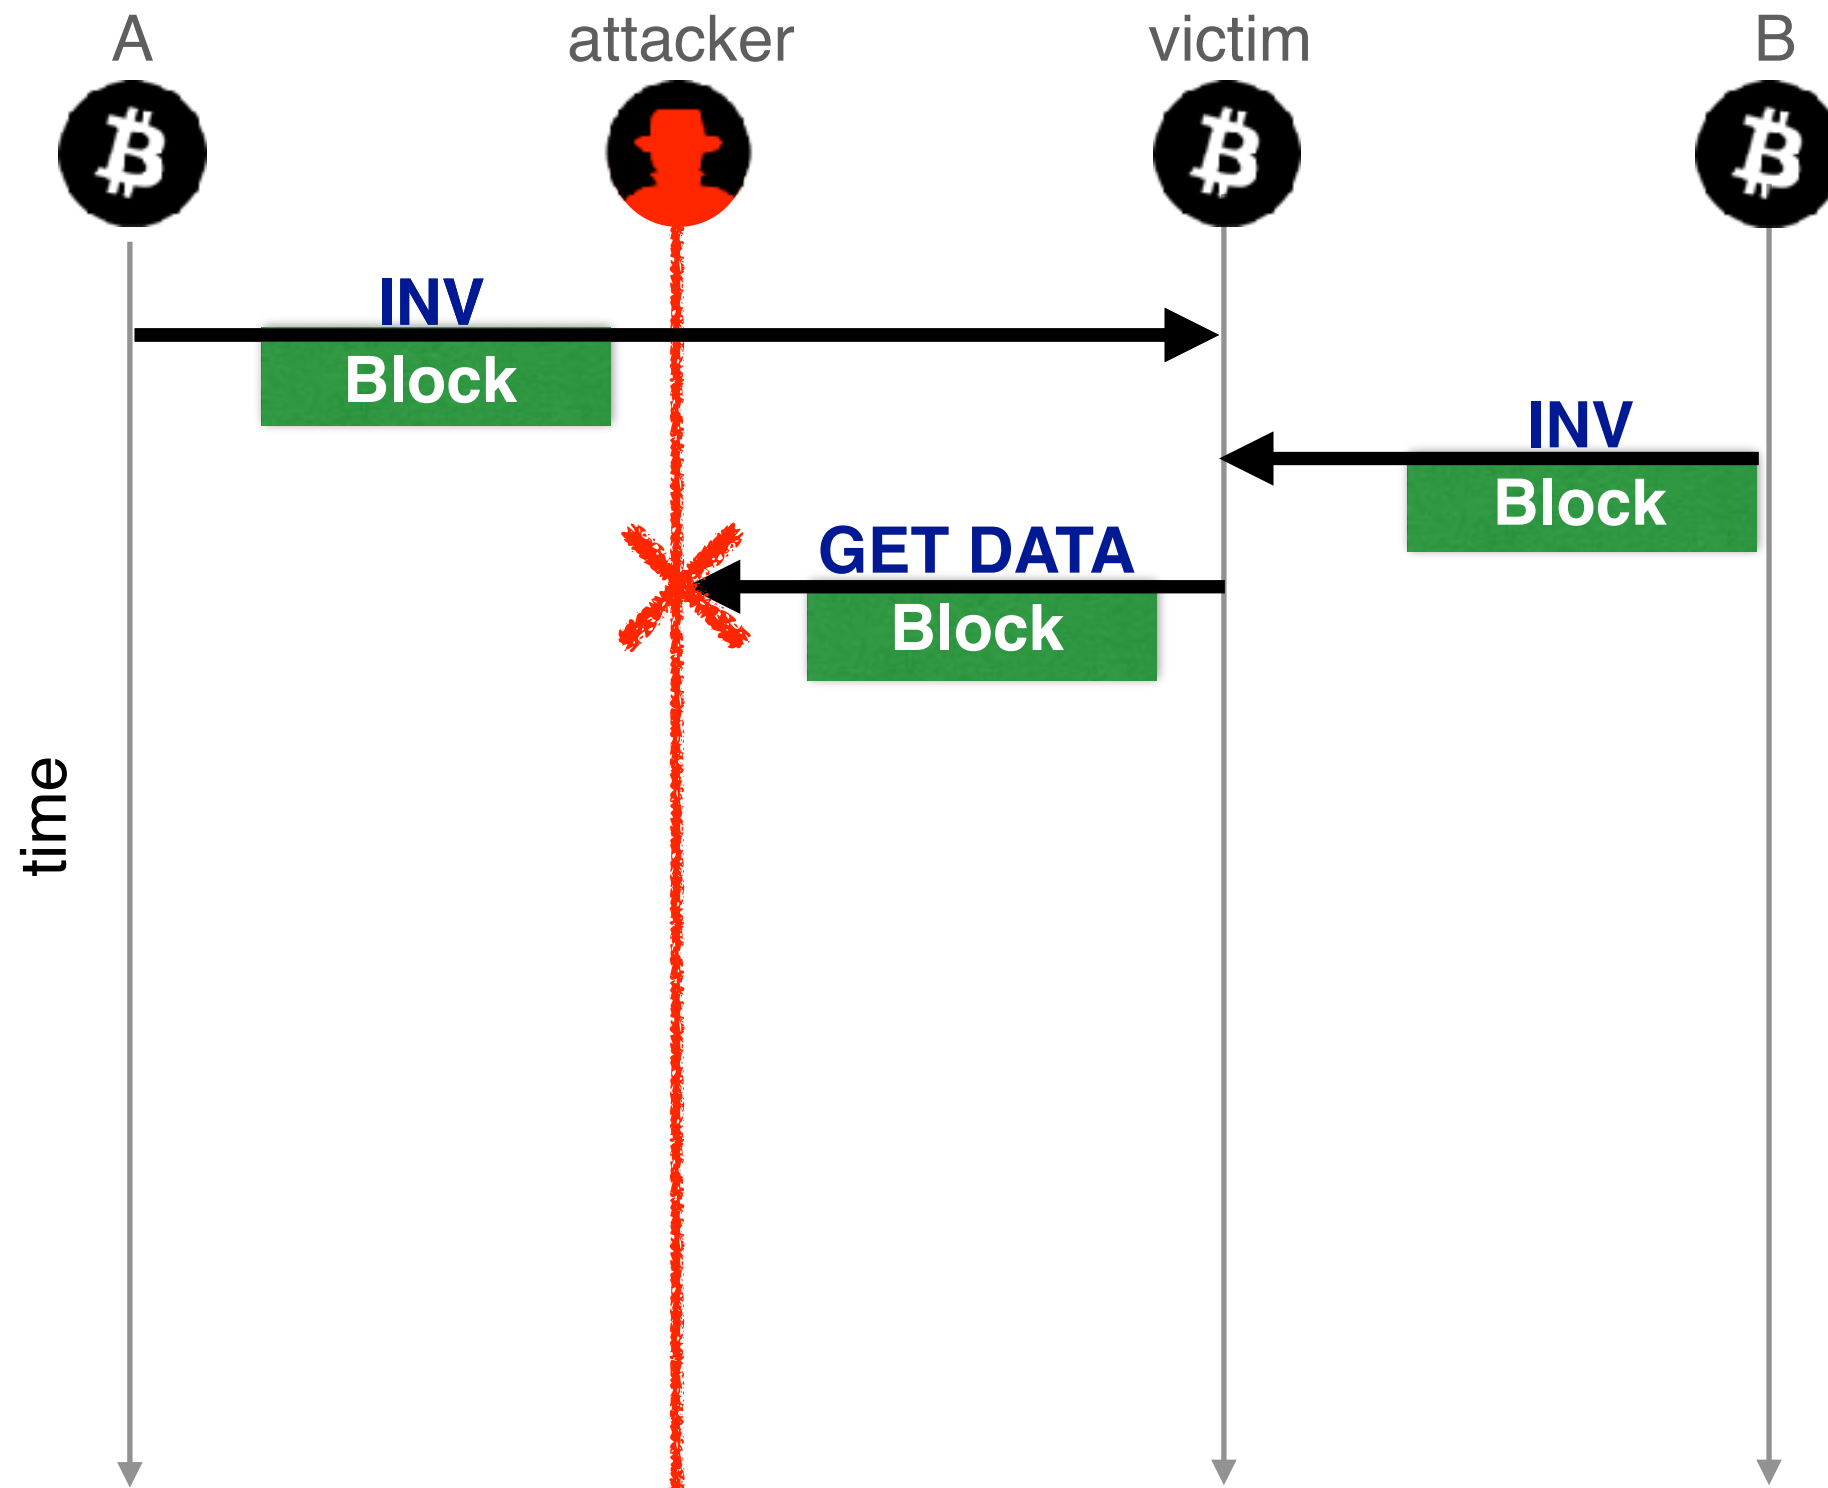 A attacker victim B
INV
Block
INV
Block
GET DATA
Block
time